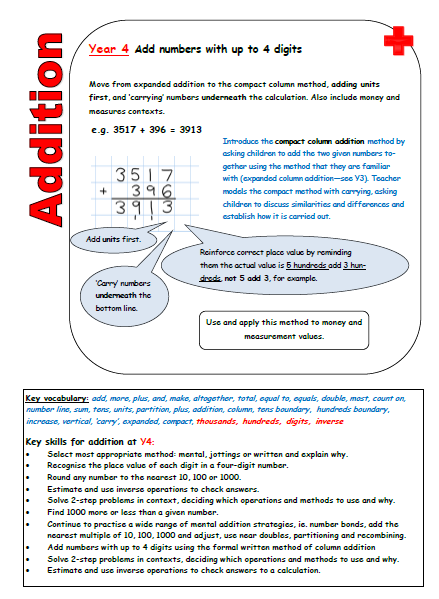 Addition
Year 4 Add numbers with up to 4 digits
Move from expanded addition to the compact column method, adding units
first, and 'carrying' numbers underneath the calculation. Also include money and
measures contexts.
e.g. 3517 + 396 = 3913
Introduce the compact column addition method by
asking children to add the two given numbers to-
gether using the method that they are familiar
with (expanded column addition—see Y3). Teacher
models the compact method with carrying, asking
children to discuss similarities and differences and
establish how it is carried out.
3517
+ 396
3913
1 1
Add units first.
'Carry' numbers
underneath the
bottom line.
Reinforce correct place value by reminding
them the actual value is 5 hundreds add 3 hun-
dreds, not 5 add 3, for example.
Use and apply this method to money and
measurement values.
Key vocabulary: add, more, plus, and, make, altogether, total, equal to, equals, double, most, count on,
number line, sum, tens, units, partition, plus, addition, column, tens boundary, hundreds boundary,
increase, vertical, 'carry', expanded, compact, thousands, hundreds, digits, inverse
Key skills for addition at Y4:
• Select most appropriate method: mental, jottings or written and explain why.
• Recognise the place value of each digit in a four-digit number.
• Round any number to the nearest 10, 100 or 1000.
• Estimate and use inverse operations to check answers.
• Solve 2-step problems in context, deciding which operations and methods to use and why.
• Find 1000 more or less than a given number.
• Continue to practise a wide range of mental addition strategies, ie. number bonds, add the
nearest multiple of 10, 100, 1000 and adjust, use near doubles, partitioning and recombining.
• Add numbers with up to 4 digits using the formal written method of column addition
• Solve 2-step problems in contexts, deciding which operations and methods to use and why.
• Estimate and use inverse operations to check answers to a calculation.